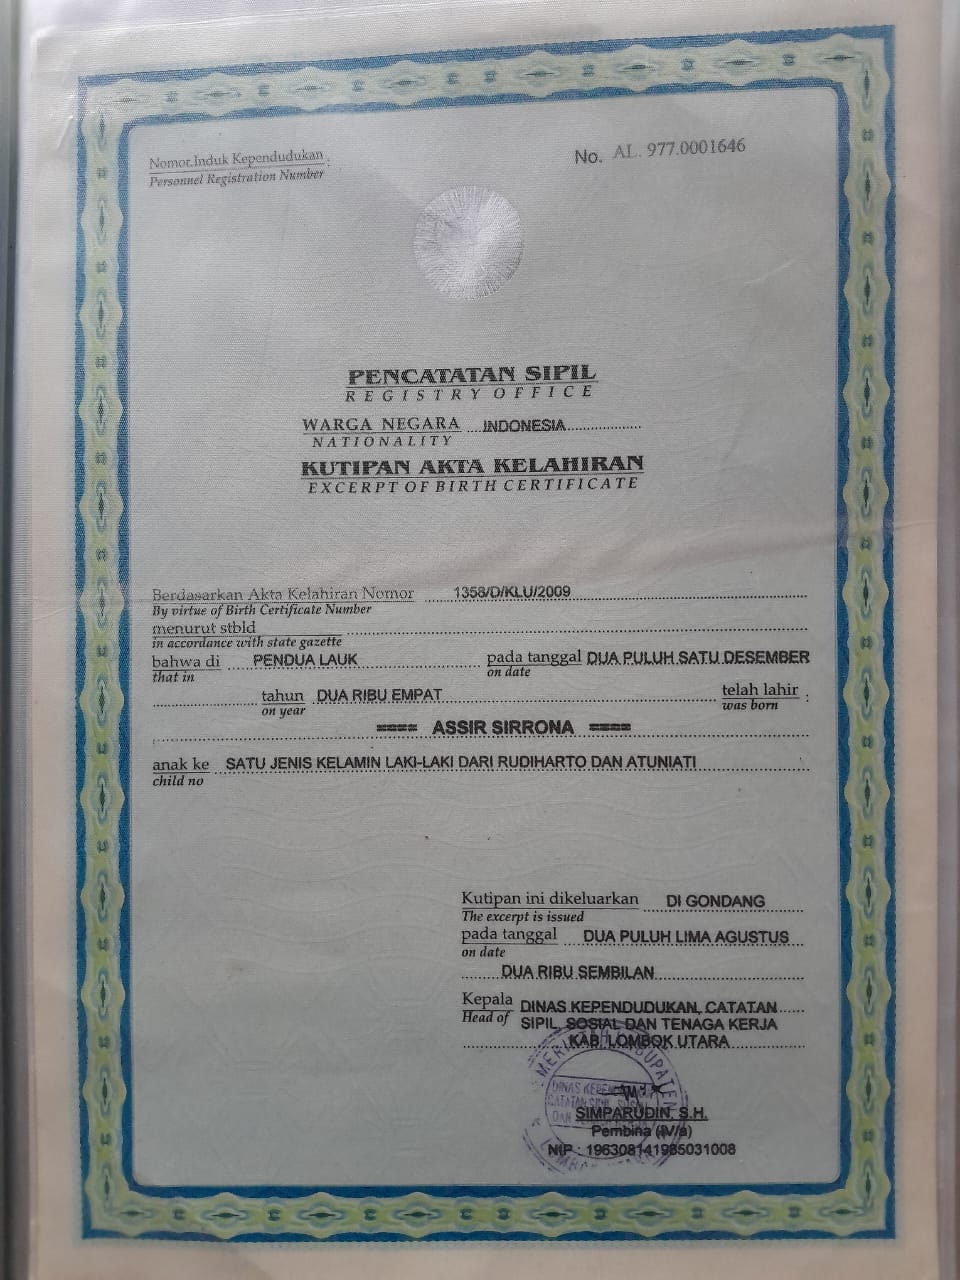 Nomor Induk Kependudukan :
Personnel Registration Number
No. AL. 977.0001646
PENCATATAN SIPIL
REGISTRY OFFICE
WARGA NEGARA INDONESIA
NATIONALITY
KUTIPAN AKTA KELAHIRAN
EXCERPT OF BIRTH CERTIFICATE
Berdasarkan Akta Kelahiran Nomor 1358/D/KLU/2009
By virtue of Birth Certificate Number
menurut stbld
in accordance with state gazette
bahwa di PENDUA LAUK pada tanggal DUA PULUH SATU DESEMBER
that in on date
tahun DUA RIBU EMPAT telah lahir :
on year was born
==== ASSIR SIRRONA ====
anak ke SATU JENIS KELAMIN LAKI-LAKI DARI RUDIHARTO DAN ATUNIATI
child no
Kutipan ini dikeluarkan DI GONDANG
The excerpt is issued
pada tanggal DUA PULUH LIMA AGUSTUS
on date
DUA RIBU SEMBILAN
Kepala DINAS KEPENDUDUKAN, CATATAN
Head of SIPIL, SOSIAL DAN TENAGA KERJA
KAB. LOMBOK UTARA
SIMPARUDIN, S.H.
Pembina (IV/a)
NIP : 196308141985031008